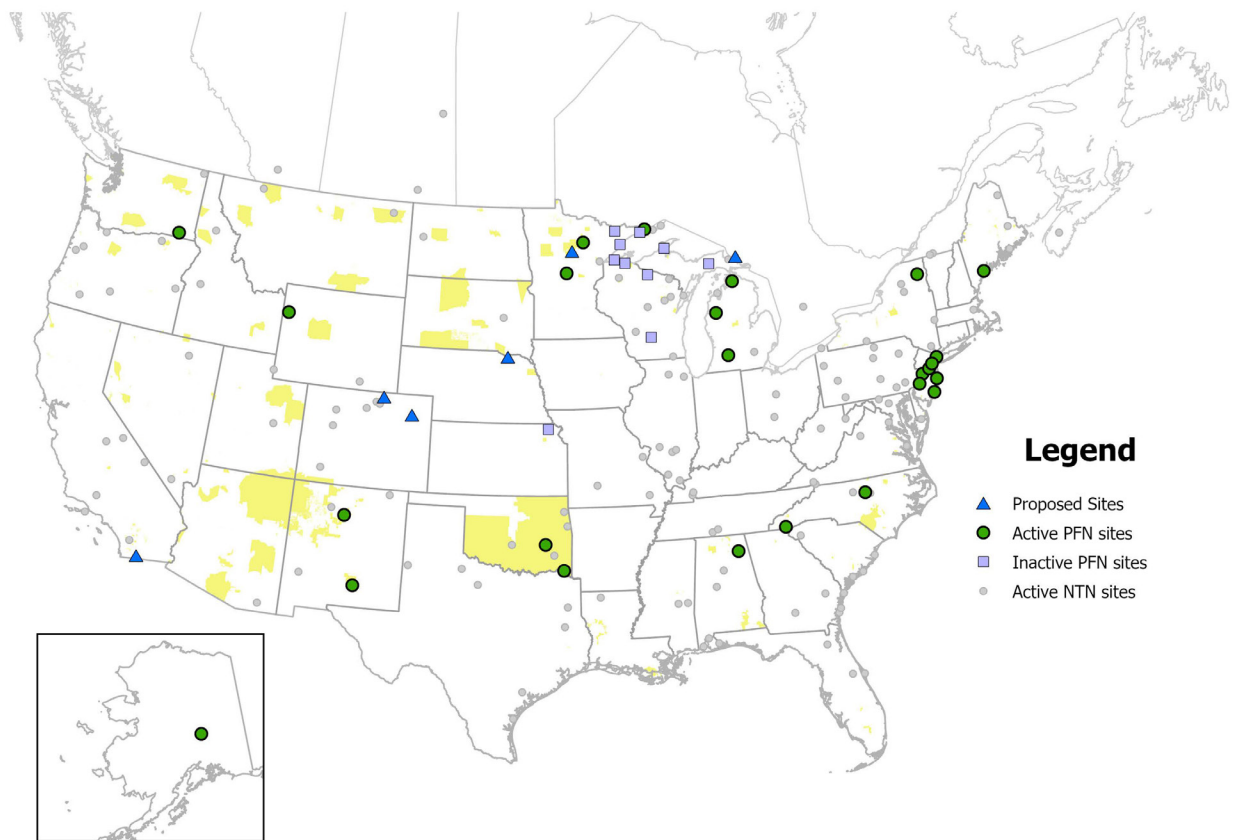 Legend
Proposed Sites
Active PFN sites
Inactive PFN sites
Active NTN sites